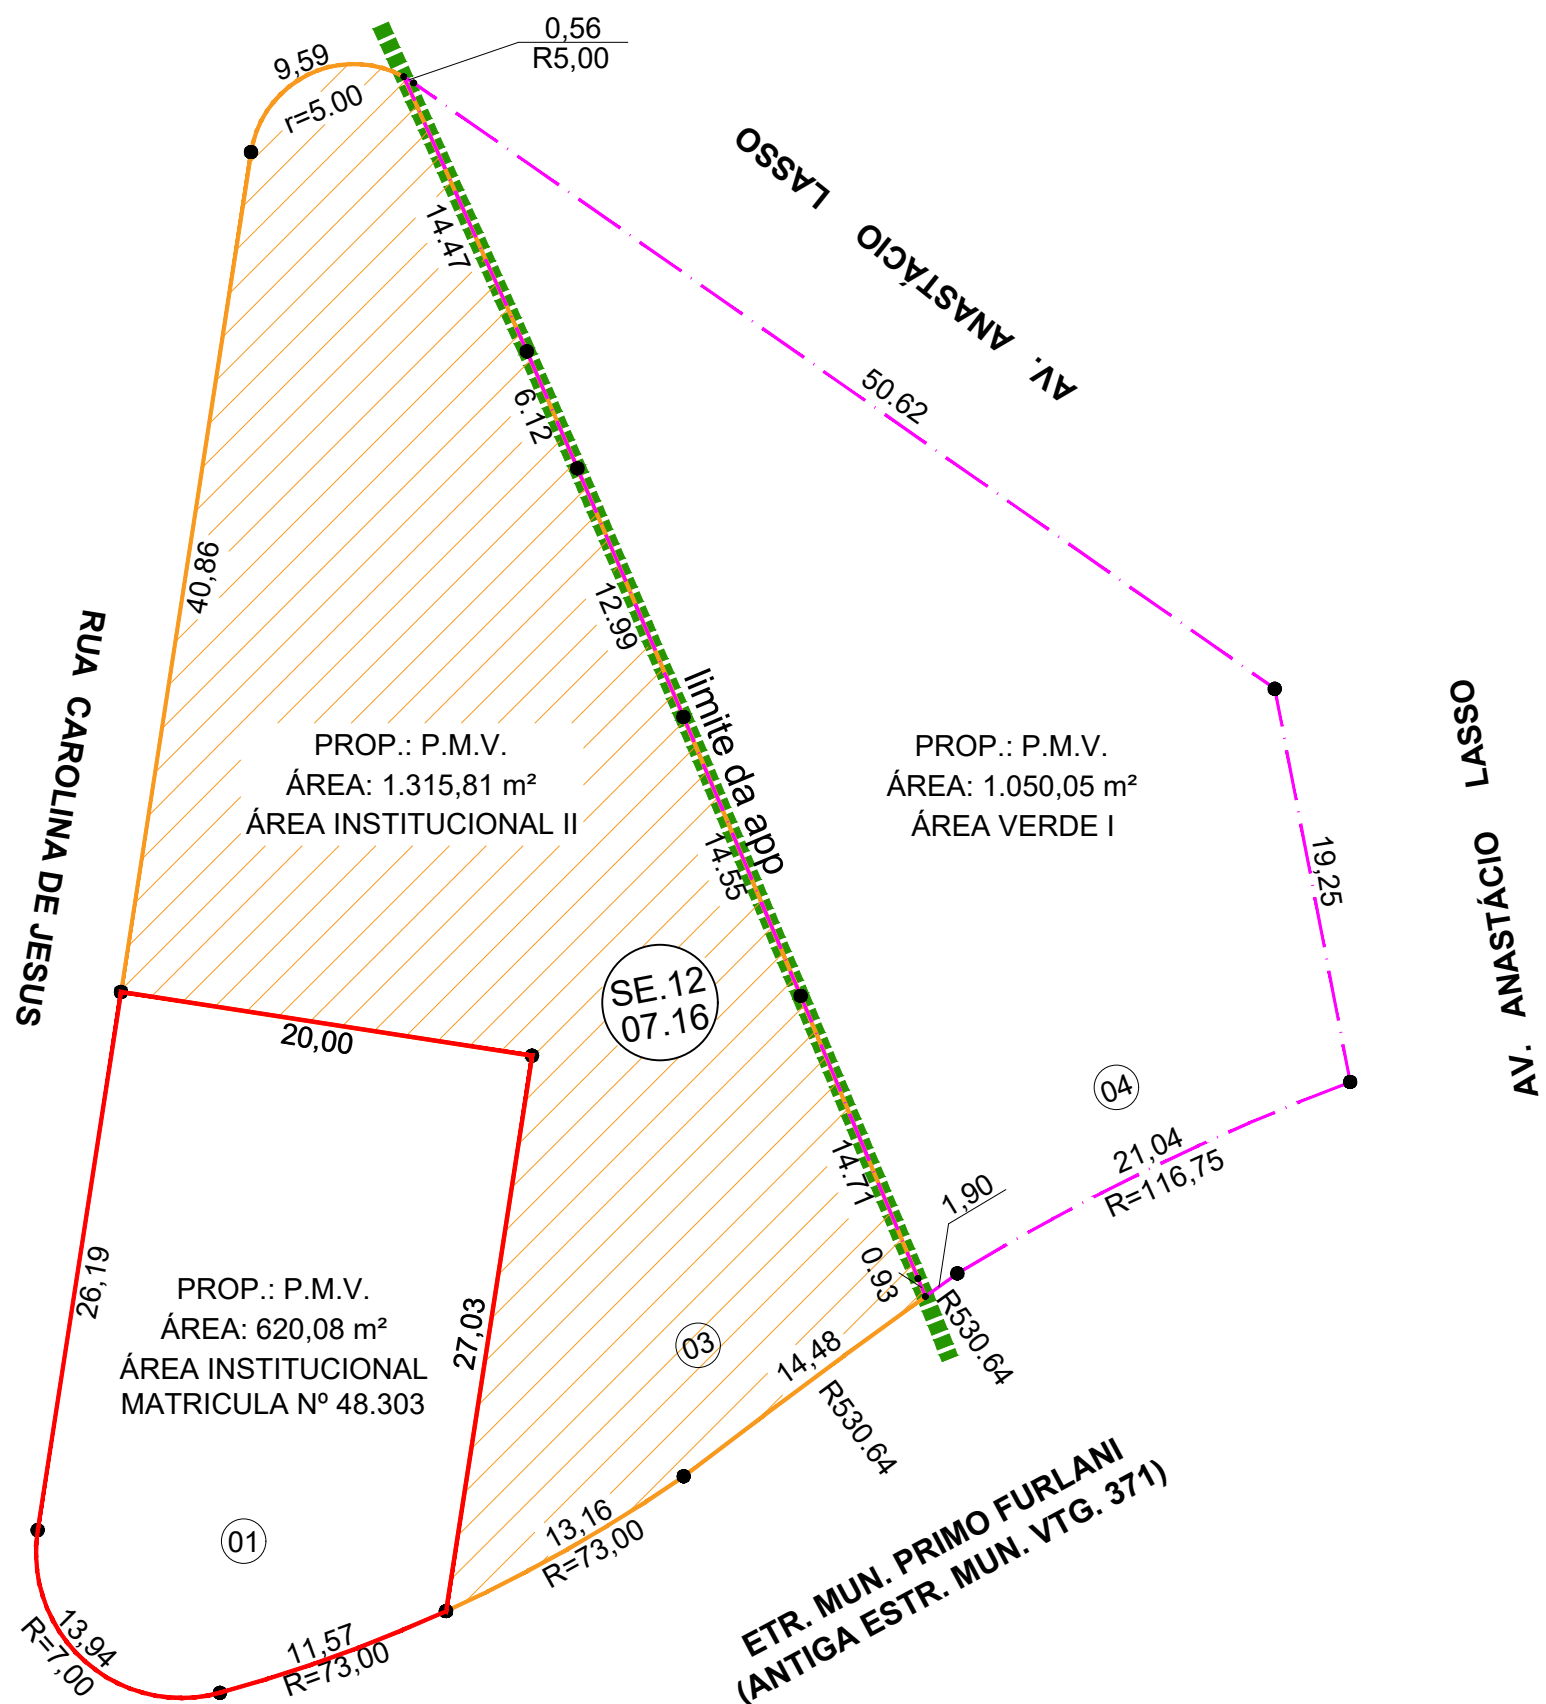 0,56
R5,00
9,59
r=5.00
AV. ANASTÁCIO LASSO
14.47
50.62
6.12
40,86
12.99
RUA CAROLINA DE JESUS
limite da app
PROP.: P.M.V.
ÁREA: 1.315,81 m²
ÁREA INSTITUCIONAL II
PROP.: P.M.V.
ÁREA: 1.050,05 m²
ÁREA VERDE I
AV. ANASTÁCIO LASSO
14.55
19,25
SE.12
07.16
20,00
04
21,04
R=116,75
14.71
1,90
0.93
R530.64
26,19
PROP.: P.M.V.
ÁREA: 620,08 m²
ÁREA INSTITUCIONAL
MATRICULA Nº 48.303
27,03
03
14,48
R530.64
01
13,16
R=73,00
ETR. MUN. PRIMO FURLANI
(ANTIGA ESTR. MUN. VTG. 371)
13,94
R=7,00
11,57
R=73,00